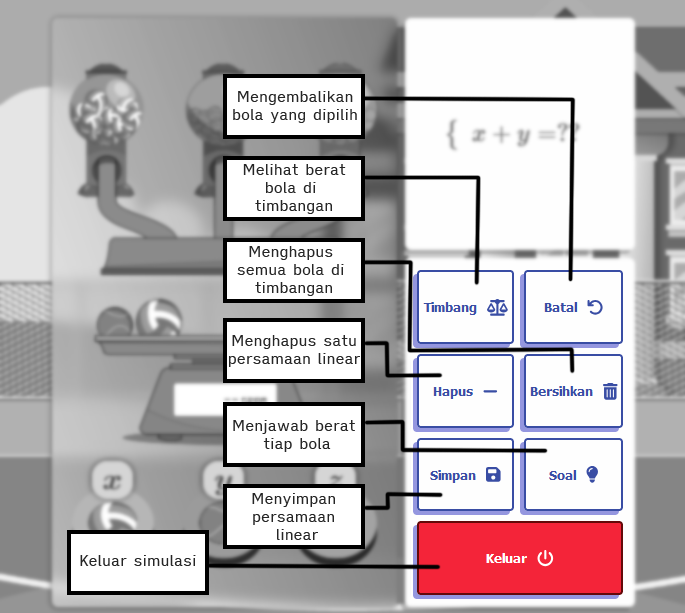 Mengembalikan
bola yang dipilih
{ x + y =??
Melihat berat
bola di
timbangan
Menghapus
semua bola di
timbangan
Timbang
Batal
Menghapus satu
persamaan linear
Hapus
Bersihkan
Menjawab berat
tiap bola
Simpan
Soal
x
y
z
Menyimpan
persamaan
linear
Keluar simulasi
Keluar